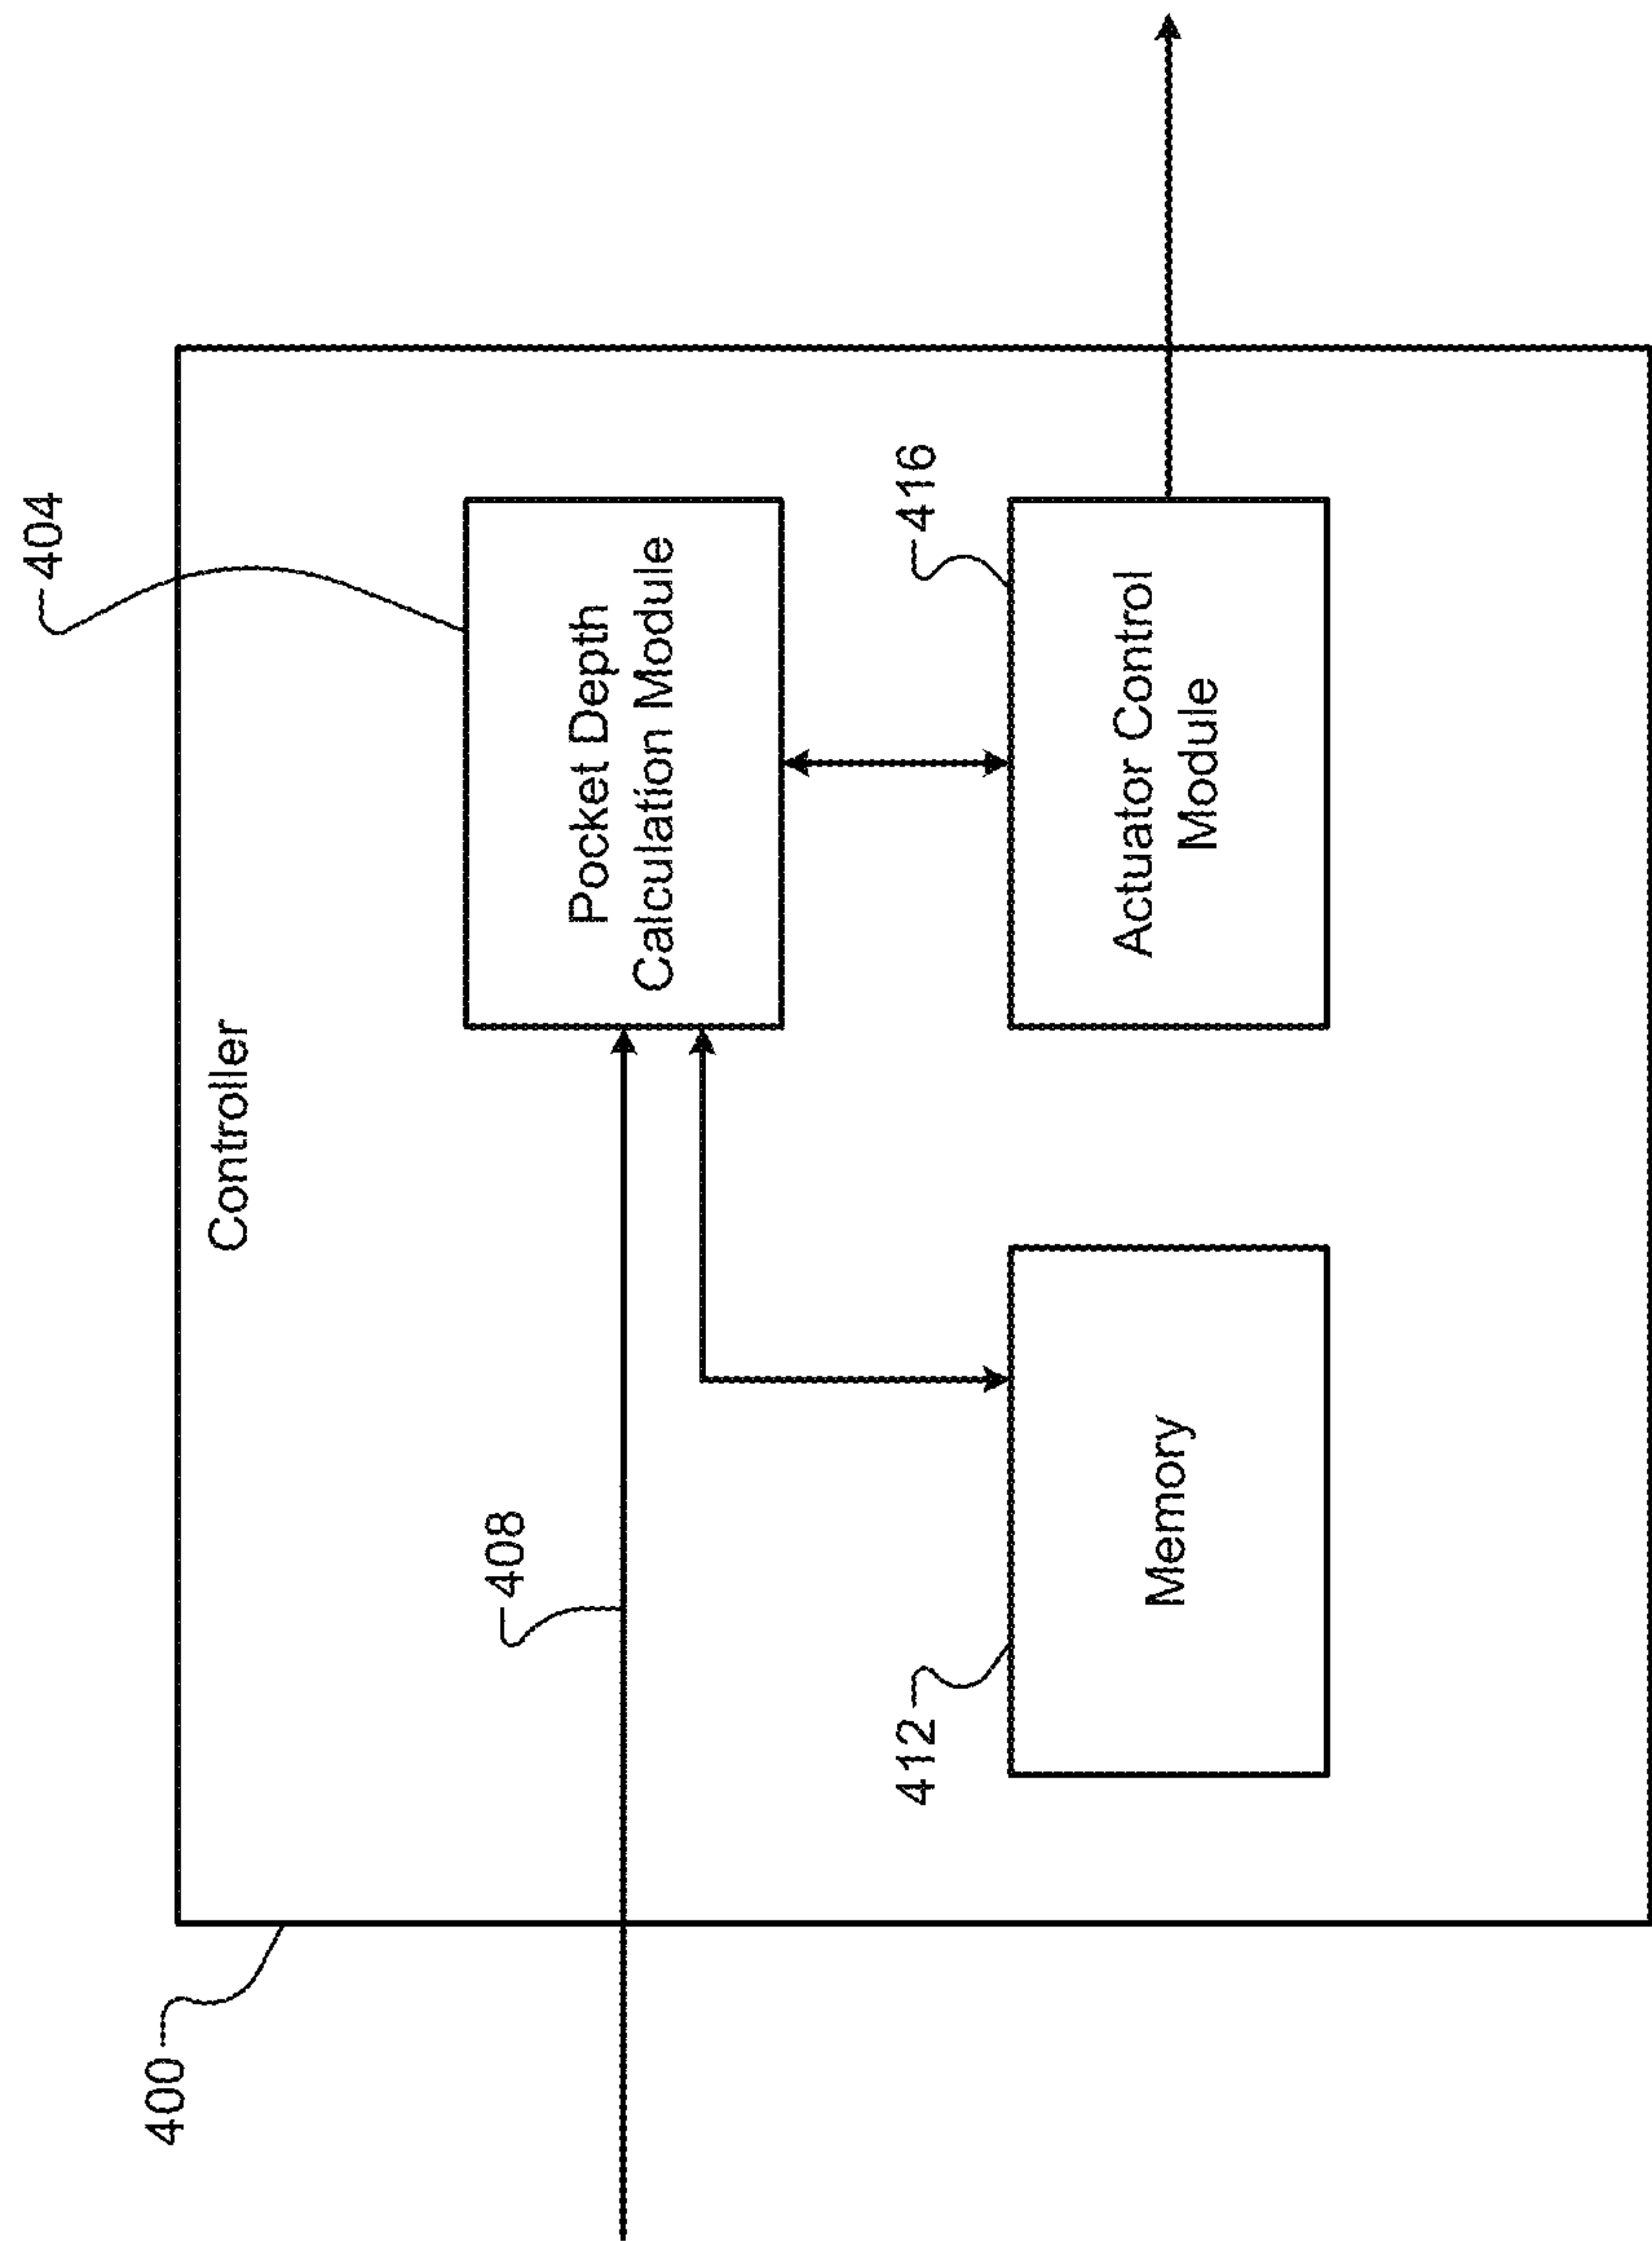 404
Controller
Pocket Depth
Calculation Module
408
412
416
Memory
Actuator Control
Module
400